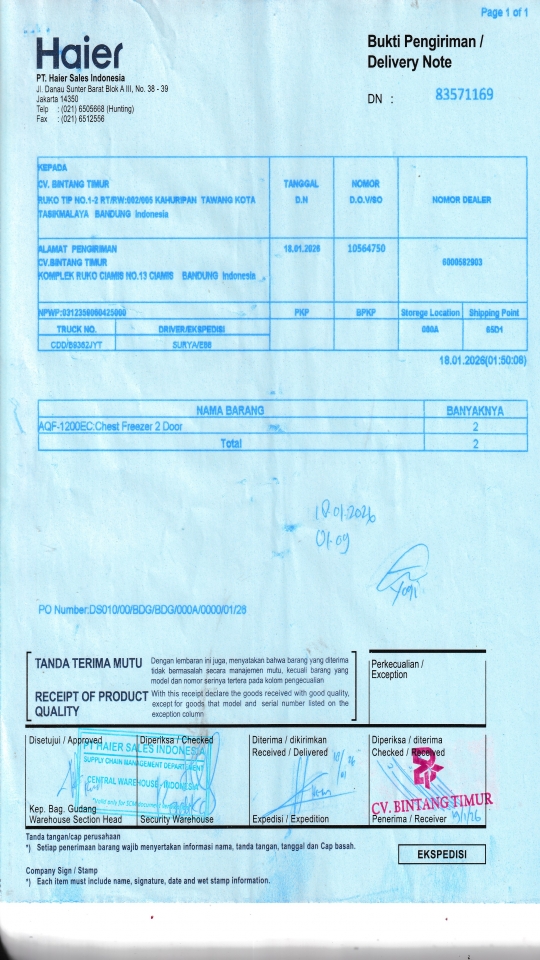 Page 1 of 1
Haier
Bukti Pengiriman /
Delivery Note
PT. Haier Sales Indonesia
Jl. Danau Sunter Barat Blok A III, No. 38 - 39
Jakarta 14350
Telp : (021) 6505668 (Hunting)
Fax : (021) 6512556
DN : 83571169
KEPADA
CV. BINTANG TIMUR
RUKO TIP NO.1-2 RT/RW:002/005 KAHURIPAN TAWANG KOTA
TASIKMALAYA BANDUNG Indonesia
TANGGAL
D.N
NOMOR
D.O.V/SO
NOMOR DEALER
ALAMAT PENGIRIMAN
CV.BINTANG TIMUR
KOMPLEK RUKO CIAMIS NO.13 CIAMIS BANDUNG Indonesia
18.01.2026
10564750
6000582903
NPWP:0312358060425000
PKP
BPKP
Storage Location
Shipping Point
TRUCK NO.
DRIVER/EKSPEDISI
000A
65D1
CDD/B9362JYT
SURYA/E86
18.01.2026(01:50:08)
NAMA BARANG
BANYAKNYA
AQF-1200EC:Chest Freezer 2 Door
2
Total
2
18.01.2026
01.09
Yogi
PO Number:DS010/00/BDG/BDG/000A/0000/01/26
TANDA TERIMA MUTU
Dengan lembaran ini juga, menyatakan bahwa barang yang diterima
tidak bermasalah secara manajemen mutu, kecuali barang yang
model dan nomor serinya tertera pada kolom pengecualian
RECEIPT OF PRODUCT
QUALITY
With this receipt declare the goods received with good quality,
except for goods that model and serial number listed on the
exception column
Perkecualian /
Exception
Disetujui / Approved
Diperiksa / Checked
Diterima / dikirimkan
Received / Delivered
Diperiksa / diterima
Checked / Received
PT HAIER SALES INDONESIA
SUPPLY CHAIN MANAGEMENT DEPARTMENT
CENTRAL WAREHOUSE - INDONESIA
CV. BINTANG TIMUR
Kep. Bag. Gudang
Warehouse Section Head
Security Warehouse
Expedisi / Expedition
Penerima / Receiver
Tanda tangan/cap perusahaan
*) Setiap penerimaan barang wajib menyertakan informasi nama, tanda tangan, tanggal dan Cap basah.
EKSPEDISI
Company Sign / Stamp
*) Each item must include name, signature, date and wet stamp information.